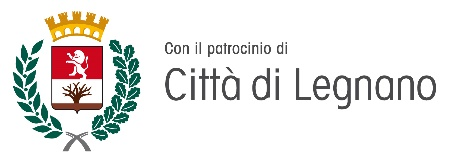 Con il patrocinio di
Città di Legnano